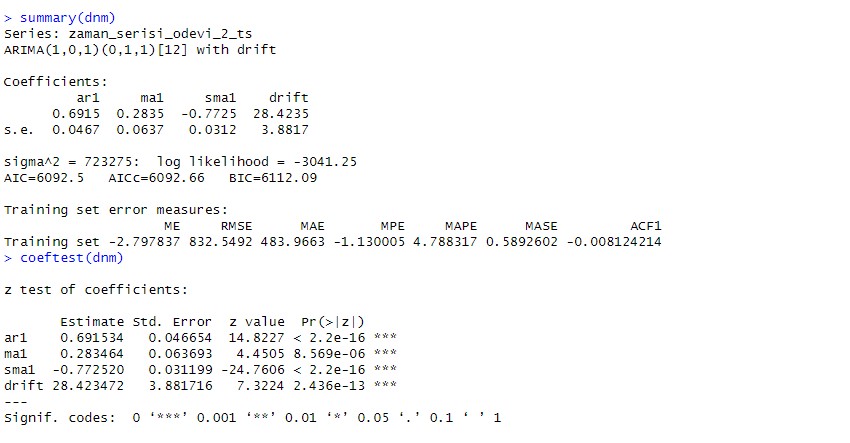 > summary(dnm)
Series: zaman_serisi_odevi_2_ts
ARIMA(1,0,1)(0,1,1)[12] with drift
Coefficients:
ar1 ma1 sma1 drift
0.6915 0.2835 -0.7725 28.4235
s.e. 0.0467 0.0637 0.0312 3.8817
sigma^2 = 723275: log likelihood = -3041.25
AIC=6092.5 AICc=6092.66 BIC=6112.09
Training set error measures:
ME RMSE MAE MPE MAPE MASE ACF1
Training set -2.797837 832.5492 483.9663 -1.130005 4.788317 0.5892602 -0.008124214
> coeftest(dnm)
z test of coefficients:
Estimate Std. Error z value Pr(>|z|)
ar1 0.691534 0.046654 14.8227 < 2.2e-16 ***
ma1 0.283464 0.063693 4.4505 8.569e-06 ***
sma1 -0.772520 0.031199 -24.7606 < 2.2e-16 ***
drift 28.423472 3.881716 7.3224 2.436e-13 ***
---
Signif. codes: 0 ‘***’ 0.001 ‘**’ 0.01 ‘*’ 0.05 ‘.’ 0.1 ‘ ’ 1